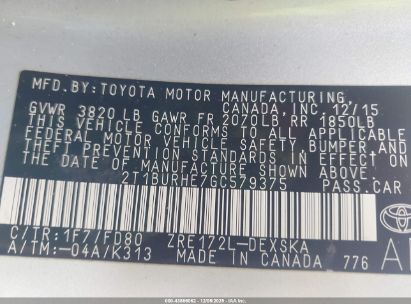 MFD.BY:TOYOTA MOTOR MANUFACTURING,
CANADA, INC. 12/15
GVWR 3820 LB GAWR FR 2070LB RR 1850LB
THIS VEHICLE CONFORMS TO ALL APPLICABLE
FEDERAL MOTOR VEHICLE SAFETY BUMPER AND
THEFT PREVENTION STANDARDS IN EFFECT ON
THE DATE OF MANUFACTURE SHOWN ABOVE.
2T1BURHE7GC579375 PASS.CAR
C/TR:1F7/FD80 ZRE172L-DEXSKA
A/TM:-04A/K313 MADE IN CANADA 776
A
TOYOTA